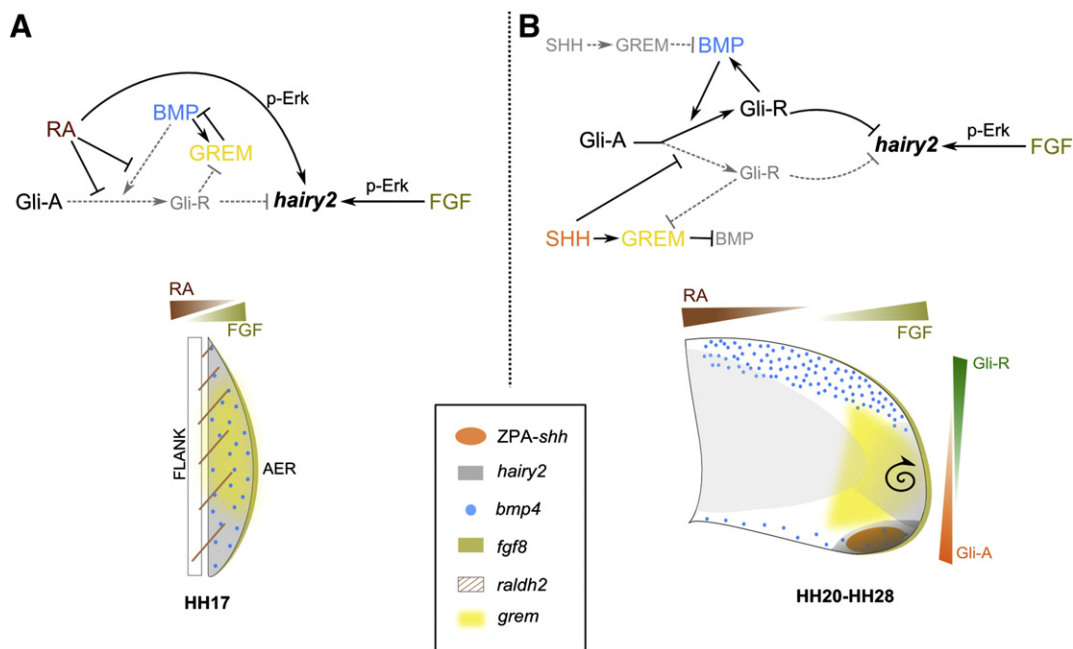 A
RA
BMP
GREM
p-Erk
Gli-A
Gli-R
hairy2
p-Erk
FGF
RA
FGF
FLANK
AER
HH17
B
SHH
GREM
BMP
Gli-R
Gli-A
hairy2
p-Erk
FGF
Gli-R
SHH
GREM
BMP
RA
FGF
Gli-R
Gli-A
HH20-HH28
ZPA-shh
hairy2
bmp4
fgf8
raldh2
grem